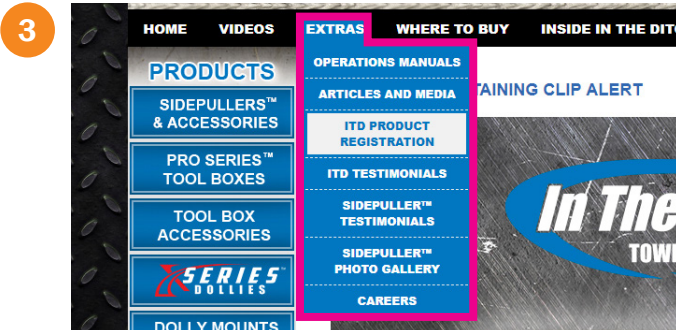 3
HOME VIDEOS EXTRAS WHERE TO BUY INSIDE IN THE DITC
PRODUCTS
SIDEPULLERS™
& ACCESSORIES
PRO SERIES™
TOOL BOXES
TOOL BOX
ACCESSORIES
XSERIES™
DOLLIES
DOLLY MOUNTS
OPERATIONS MANUALS
ARTICLES AND MEDIA
ITD PRODUCT
REGISTRATION
ITD TESTIMONIALS
SIDEPULLER™
TESTIMONIALS
SIDEPULLER™
PHOTO GALLERY
CAREERS
TAINING CLIP ALERT
In The
TOW